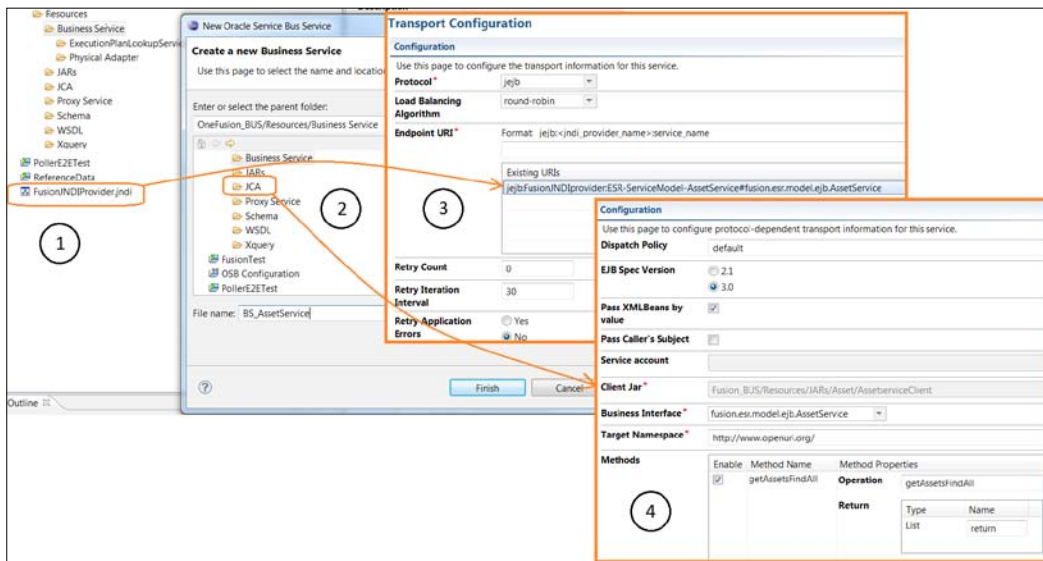 Resources
Business Service
ExecutionPlanLookupServi
Physical Adapter
JARs
JCA
Proxy Service
Schema
WSDL
Xquery
PollerE2ETest
ReferenceData
FusionJNDIProvider.jndi
1
Outline
New Oracle Service Bus Service
Create a new Business Service
Use this page to select the name and locatio
Enter or select the parent folder:
OneFusion_BUS/Resources/Business Service
Business Service
JARs
JCA
Proxy Service
Schema
WSDL
Xquery
FusionTest
OSB Configuration
PollerE2ETest
2
File name: BS_AssetService
Finish
Cancel
Transport Configuration
Configuration
Use this page to configure the transport information for this service.
Protocol* jejb
Load Balancing Algorithm round-robin
Endpoint URI* Format: jejb:<jndi_provider_name>:service_name
Existing URIs
jejb:FusionJNDIprovider:ESR-ServiceModel-AssetService#fusion.esr.model.ejb.AssetService
3
Retry Count 0
Retry Iteration Interval 30
Retry Application Errors Yes
No
Configuration
Use this page to configure protocol-dependent transport information for this service.
Dispatch Policy default
EJB Spec Version 2.1
3.0
Pass XMLBeans by value
Pass Caller's Subject
Service account
Client Jar* Fusion_BUS/Resources/JARs/Asset/AssetserviceClient
Business Interface* fusion.esr.model.ejb.AssetService
Target Namespace* http://www.openuri.org/
Methods
Enable Method Name Method Properties
getAssetsFindAll Operation getAssetsFindAll
Return Type Name
List return
4